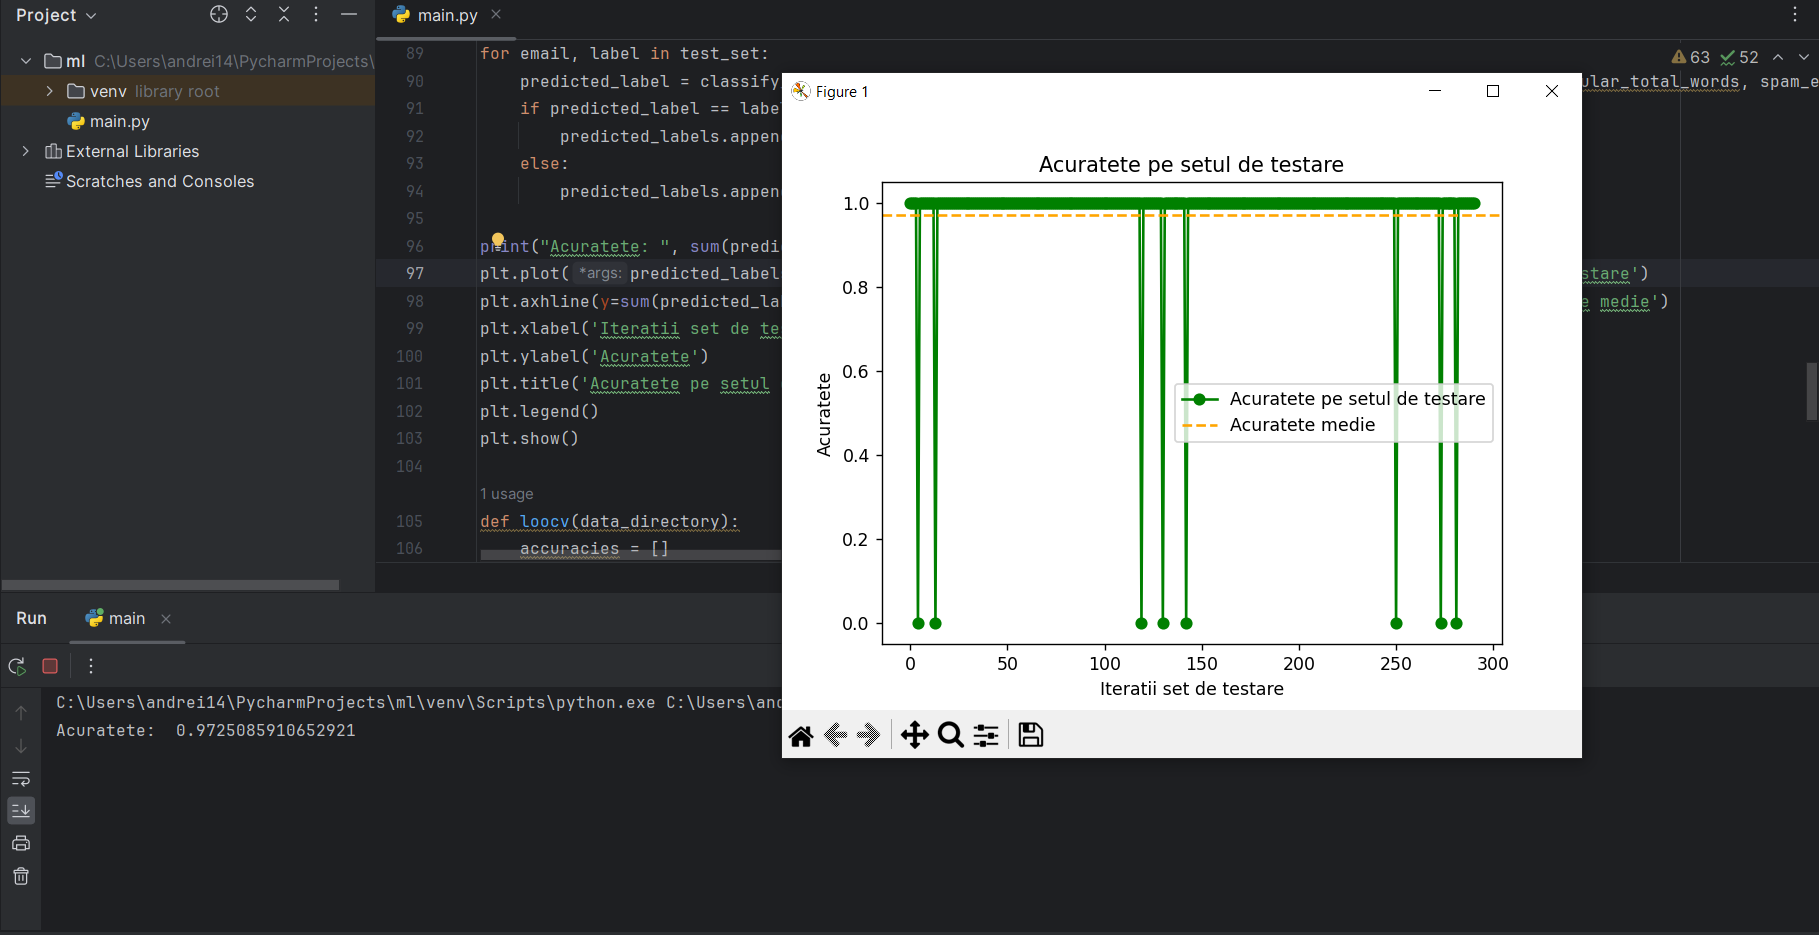 Project
main.py
ml C:\Users\andrei14\PycharmProjects\
venv library root
main.py
External Libraries
Scratches and Consoles
63 52
89 for email, label in test_set:
90 predicted_label = classify ular_total_words, spam_e
91 if predicted_label == labe
92 predicted_labels.appen
93 else:
94 predicted_labels.appen
95
96 print("Acuratete: ", sum(predi
97 plt.plot( *args: predicted_label stare')
98 plt.axhline(y=sum(predicted_la e medie')
99 plt.xlabel('Iteratii set de te
100 plt.ylabel('Acuratete')
101 plt.title('Acuratete pe setul
102 plt.legend()
103 plt.show()
104
1 usage
105 def loocv(data_directory):
106 accuracies = []
Figure 1
Acuratete pe setul de testare
1.0
0.8
0.6
0.4
0.2
0.0
Acuratete
Acuratete pe setul de testare
Acuratete medie
0 50 100 150 200 250 300
Iteratii set de testare
Run main
C:\Users\andrei14\PycharmProjects\ml\venv\Scripts\python.exe C:\Users\and
Acuratete: 0.9725085910652921